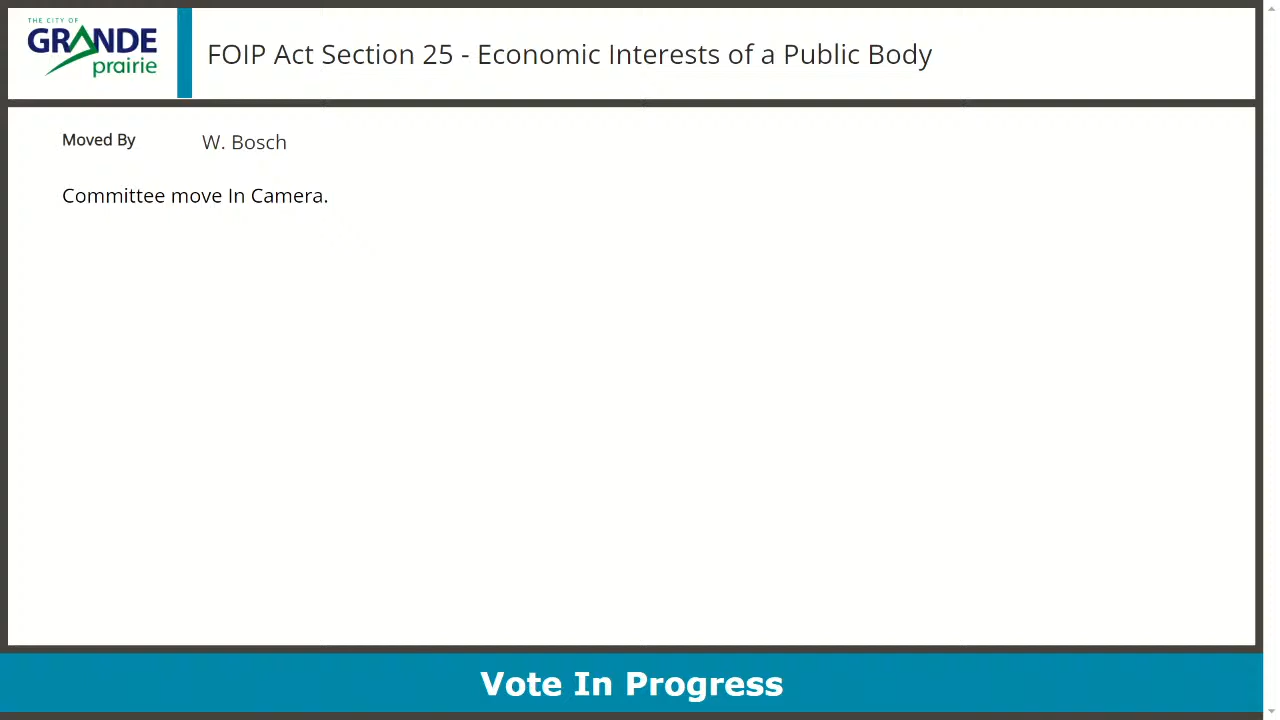 THE CITY OF
GRANDE
prairie
FOIP Act Section 25 - Economic Interests of a Public Body
Moved By W. Bosch
Committee move In Camera.
Vote In Progress